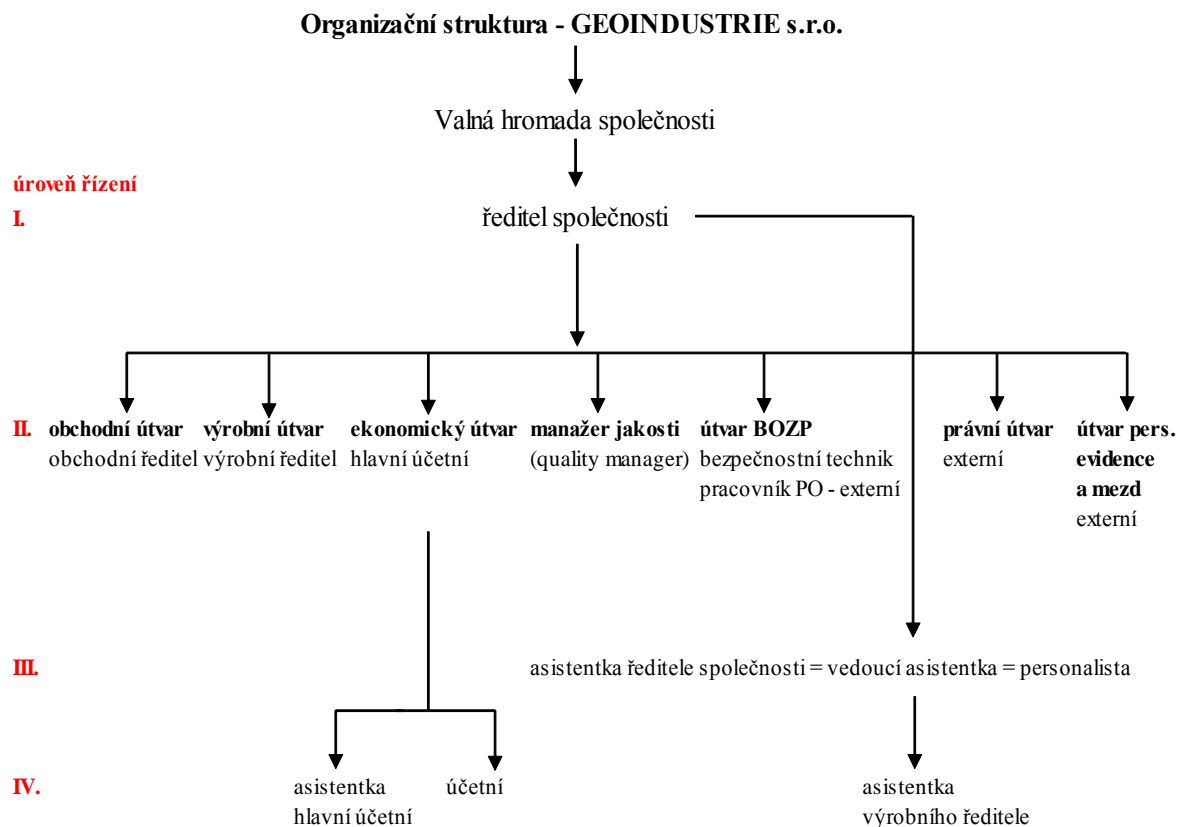 Organizační struktura - GEOINDUSTRIE s.r.o.
Valná hromada společnosti
úroveň řízení
I.
ředitel společnosti
II.
obchodní útvar
obchodní ředitel
výrobní útvar
výrobní ředitel
ekonomický útvar
hlavní účetní
manažer jakosti
(quality manager)
útvar BOZP
bezpečnostní technik
pracovník PO - externí
právní útvar
externí
útvar pers.
evidence
a mezd
externí
III.
asistentka ředitele společnosti = vedoucí asistentka = personalista
IV.
asistentka
hlavní účetní
účetní
asistentka
výrobního ředitele